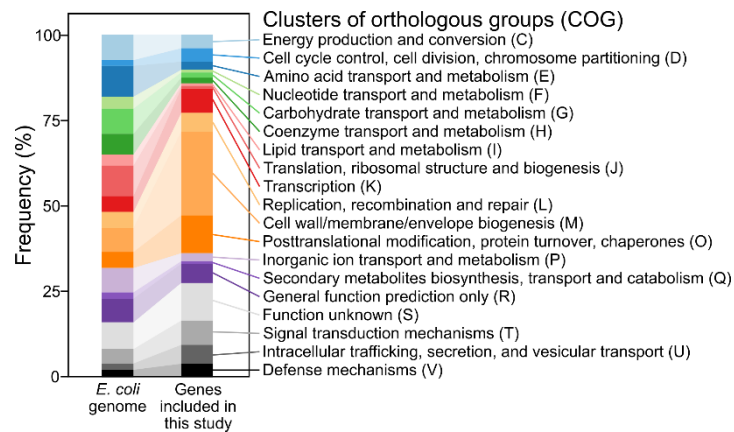 Clusters of orthologous groups (COG)
100
75
50
25
0
Frequency (%)
Energy production and conversion (C)
Cell cycle control, cell division, chromosome partitioning (D)
Amino acid transport and metabolism (E)
Nucleotide transport and metabolism (F)
Carbohydrate transport and metabolism (G)
Coenzyme transport and metabolism (H)
Lipid transport and metabolism (I)
Translation, ribosomal structure and biogenesis (J)
Transcription (K)
Replication, recombination and repair (L)
Cell wall/membrane/envelope biogenesis (M)
Posttranslational modification, protein turnover, chaperones (O)
Inorganic ion transport and metabolism (P)
Secondary metabolites biosynthesis, transport and catabolism (Q)
General function prediction only (R)
Function unknown (S)
Signal transduction mechanisms (T)
Intracellular trafficking, secretion, and vesicular transport (U)
Defense mechanisms (V)
E. coli
genome
Genes
included in
this study